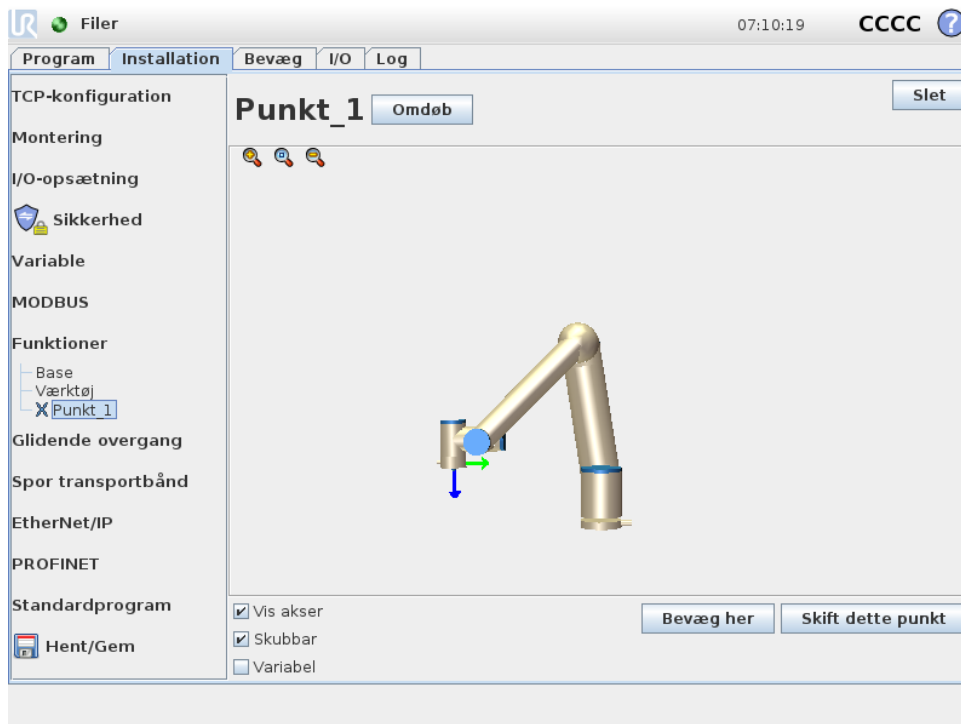 UR Filer 07:10:19 CCCC ?
Program Installation Bevæg I/O Log
TCP-konfiguration
Montering
I/O-opsætning
Sikkerhed
Variable
MODBUS
Funktioner
Base
Værktøj
Punkt_1
Glidende overgang
Spor transportbånd
EtherNet/IP
PROFINET
Standardprogram
Hent/Gem
Punkt_1 Omdøb Slet
Vis akser
Skubbar
Variabel
Bevæg her Skift dette punkt